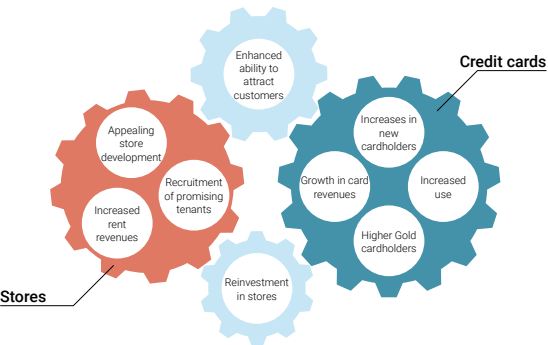 Enhanced
ability to
attract
customers
Credit cards
Appealing
store
development
Recruitment
of promising
tenants
Increased
rent
revenues
Increases in
new
cardholders
Growth in card
revenues
Increased
use
Higher Gold
cardholders
Reinvestment
in stores
Stores